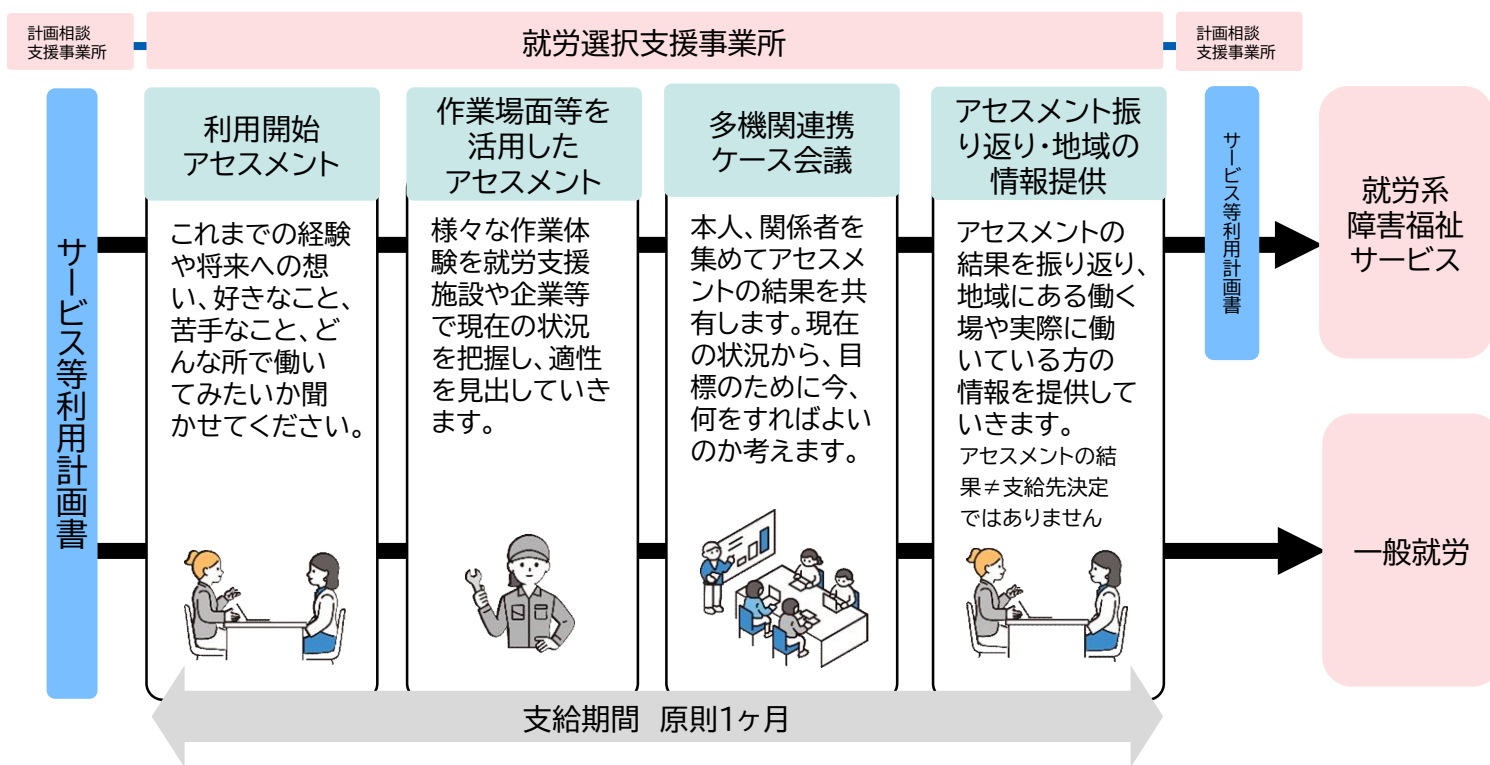 計画相談
支援事業所
就労選択支援事業所
計画相談
支援事業所
サービス等利用計画書
利用開始
アセスメント
これまでの経験
や将来への想
い、好きなこと、
苦手なこと、ど
んな所で働い
てみたいか聞
かせてください。
作業場面等を
活用した
アセスメント
様々な作業体
験を就労支援
施設や企業等
で現在の状況
を把握し、適性
を見出していき
ます。
多機関連携
ケース会議
本人、関係者を
集めてアセスメ
ントの結果を共
有します。現在
の状況から、目
標のために今、
何をすればよい
のか考えます。
アセスメント振
り返り・地域の
情報提供
アセスメントの
結果を振り返り、
地域にある働く
場や実際に働
いている方の
情報を提供して
いきます。
アセスメントの結
果≠支給先決定
ではありません
サービス等利用計画書
就労系
障害福祉
サービス
一般就労
支給期間 原則1ヶ月